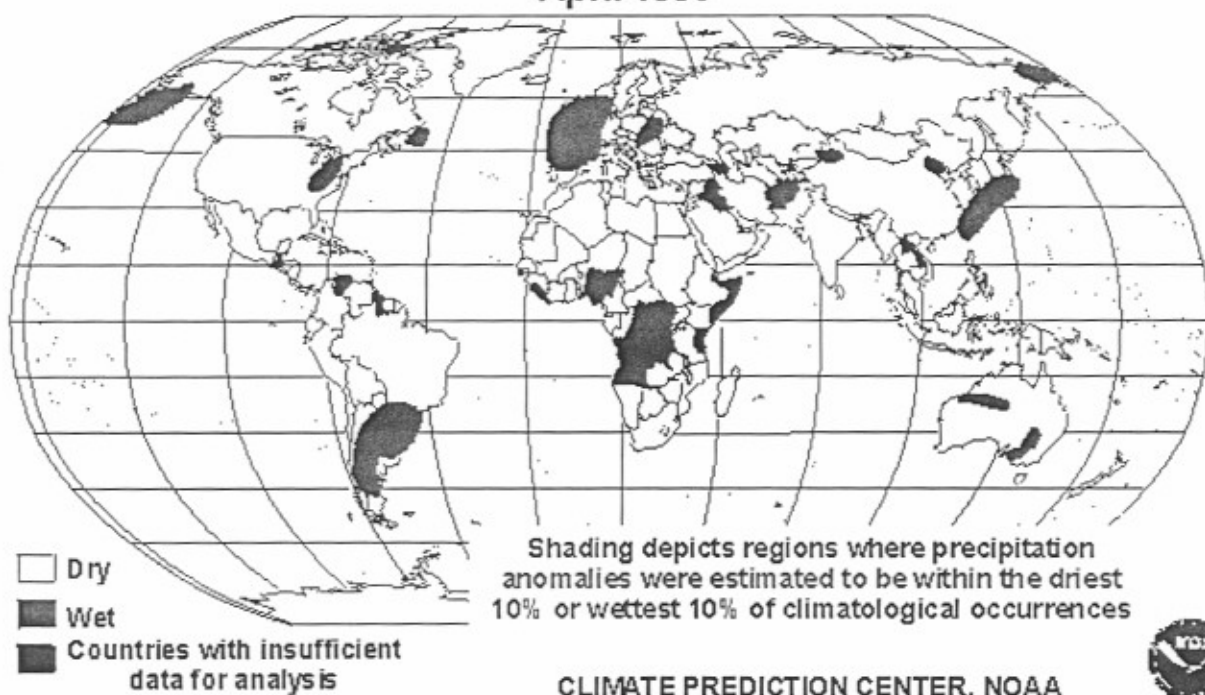 Dry
Wet
Countries with insufficient
data for analysis
Shading depicts regions where precipitation
anomalies were estimated to be within the driest
10% or wettest 10% of climatological occurrences
CLIMATE PREDICTION CENTER, NOAA